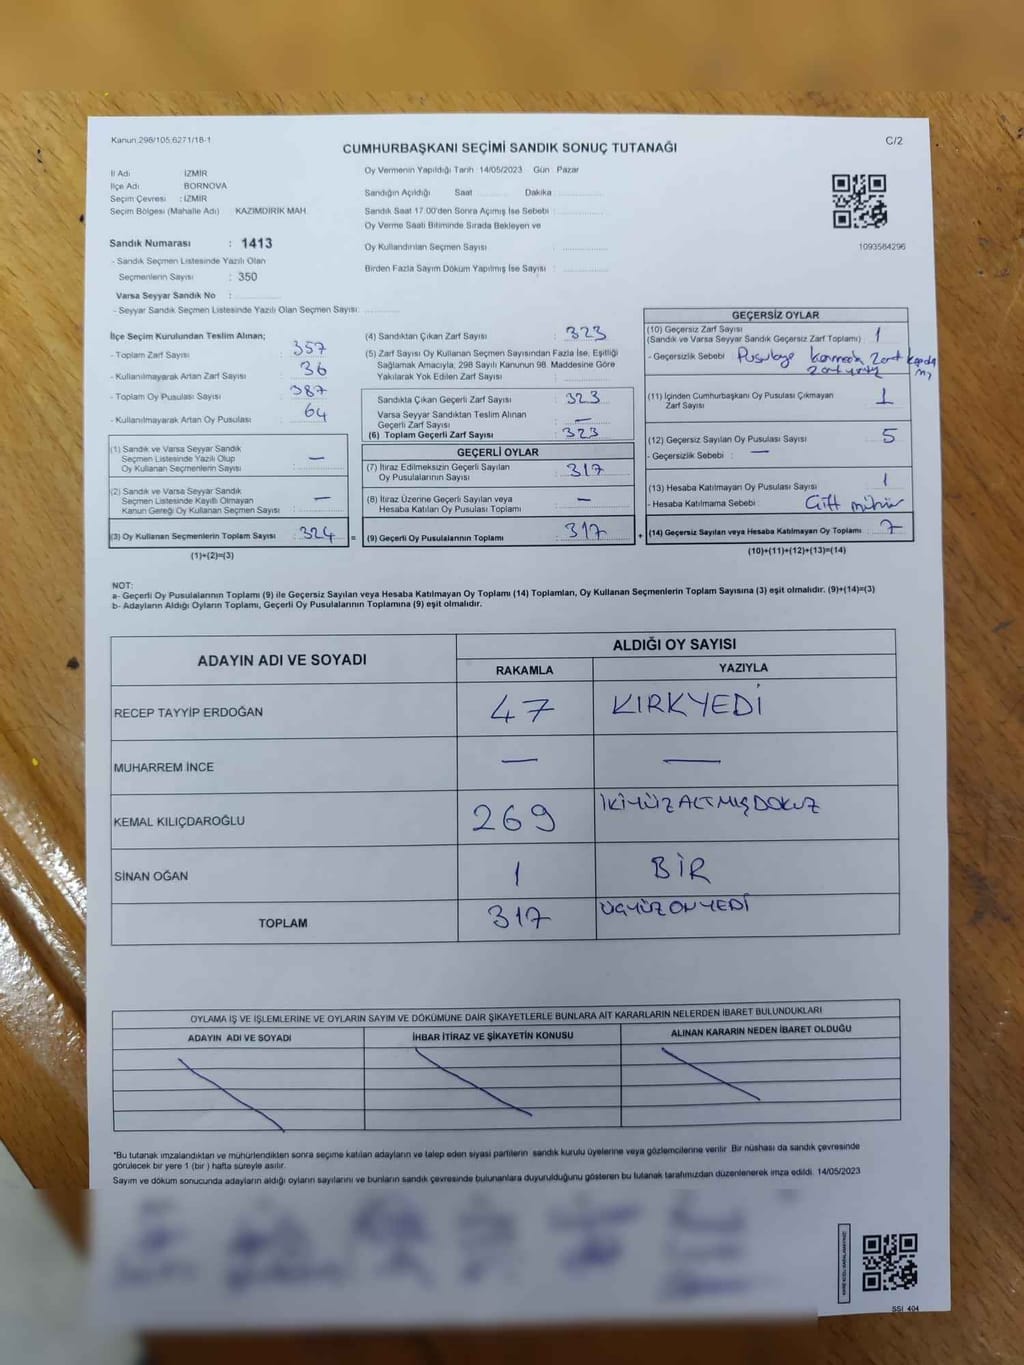 Kanun.298/105,6271/18-1
C/2
CUMHURBAŞKANI SEÇİMİ SANDIK SONUÇ TUTANAĞI
İl Adı İZMİR
İlçe Adı BORNOVA
Seçim Çevresi : İZMİR
Seçim Bölgesi (Mahalle Adı) KAZIMDİRİK MAH.
Sandık Numarası : 1413
- Sandık Seçmen Listesinde Yazılı Olan
Seçmenlerin Sayısı : 350
Varsa Seyyar Sandık No :
- Seyyar Sandık Seçmen Listesinde Yazılı Olan Seçmen Sayısı:
Oy Vermenin Yapıldığı Tarih 14/05/2023 Gün Pazar
Sandığın Açıldığı Saat Dakika
Sandık Saat 17.00'den Sonra Açımış İse Sebebi :
Oy Verme Saati Bitiminde Sırada Bekleyen ve
Oy Kullandırılan Seçmen Sayısı :
Birden Fazla Sayım Döküm Yapılmış İse Sayısı :
1093584296
İlçe Seçim Kurulundan Teslim Alınan;
- Toplam Zarf Sayısı : 357
- Kullanılmayarak Artan Zarf Sayısı : 36
- Toplam Oy Pusulası Sayısı : 387
- Kullanılmayarak Artan Oy Pusulası : 64
(1) Sandık ve Varsa Seyyar Sandık
Seçmen Listesinde Yazılı Olup
Oy Kullanan Seçmenlerin Sayısı : —
(2) Sandık ve Varsa Seyyar Sandık
Seçmen Listesinde Kayıtlı Olmayan
Kanun Gereği Oy Kullanan Seçmen Sayısı : —
(3) Oy Kullanan Seçmenlerin Toplam Sayısı : 324 =
(1)+(2)=(3)
(4) Sandıktan Çıkan Zarf Sayısı : 323
(5) Zarf Sayısı Oy Kullanan Seçmen Sayısından Fazla İse, Eşitliği
Sağlamak Amacıyla, 298 Sayılı Kanunun 98. Maddesine Göre
Yakılarak Yok Edilen Zarf Sayısı :
Sandıkla Çıkan Geçerli Zarf Sayısı : 323
Varsa Seyyar Sandıktan Teslim Alınan
Geçerli Zarf Sayısı : —
(6) Toplam Geçerli Zarf Sayısı : 323
GEÇERLİ OYLAR
(7) İtiraz Edilmeksizin Geçerli Sayılan
Oy Pusulasının Sayısı : 317
(8) İtiraz Üzerine Geçerli Sayılan veya
Hesaba Katılan Oy Pusulası Toplamı : —
(9) Geçerli Oy Pusulalarının Toplamı : 317 +
GEÇERSİZ OYLAR
(10) Geçersiz Zarf Sayısı
(Sandık ve Varsa Seyyar Sandık Geçersiz Zarf Toplamı) : 1
- Geçersizlik Sebebi :
(11) İçinden Cumhurbaşkanı Oy Pusulası Çıkmayan
Zarf Sayısı : 1
(12) Geçersiz Sayılan Oy Pusulası Sayısı : 5
- Geçersizlik Sebebi : —
(13) Hesaba Katılmayan Oy Pusulası Sayısı : 1
- Hesaba Katılmama Sebebi : Çift mühür
(14) Geçersiz Sayılan veya Hesaba Katılmayan Oy Toplamı : 7
(10)+(11)+(12)+(13)=(14)
NOT:
a- Geçerli Oy Pusulalarının Toplamı (9) ile Geçersiz Sayılan veya Hesaba Katılmayan Oy Toplamı (14) Toplamları, Oy Kullanan Seçmenlerin Toplam Sayısına (3) eşit olmalıdır. (9)+(14)=(3)
b- Adayların Aldığı Oyların Toplamı, Geçerli Oy Pusulalarının Toplamına (9) eşit olmalıdır.
ADAYIN ADI VE SOYADI
ALDIĞI OY SAYISI
RAKAMLA YAZIYLA
RECEP TAYYİP ERDOĞAN 47 KIRKYEDİ
MUHARREM İNCE — —
KEMAL KILIÇDAROĞLU 269 İKİYÜZALTMIŞDOKUZ
SİNAN OĞAN 1 BİR
TOPLAM 317 ÜÇYÜZONYEDİ
OYLAMA İŞ VE İŞLEMLERİNE VE OYLARIN SAYIM VE DÖKÜMÜNE DAİR ŞİKAYETLERLE BUNLARA AİT KARARLARIN NELERDEN İBARET BULUNDUKLARI
ADAYIN ADI VE SOYADI İHBAR İTİRAZ VE ŞİKAYETİN KONUSU ALINAN KARARIN NEDEN İBARET OLDUĞU
*Bu tutanak imzalandıktan ve mühürlendikten sonra seçime katılan adayların ve talep eden siyasi partilerin sandık kurulu üyelerine veya gözlemcilerine verilir. Bir nüshası da sandık çevresinde
görülecek bir yere 1 (bir) hafta süreyle asılır.
Sayım ve döküm sonucunda adayların aldığı oyların sayılarını ve bunların sandık çevresinde bulunanlara duyurulduğunu gösteren bu tutanak tarafımızdan düzenlenerek imza edildi. 14/05/2023
SSI_404